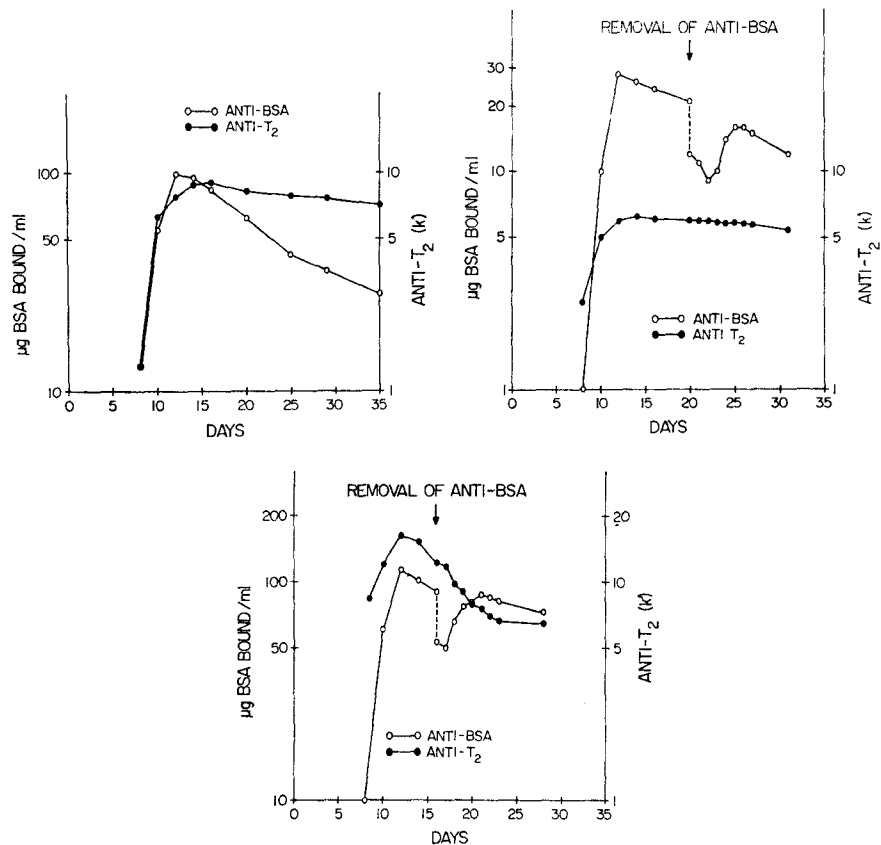 ANTI-BSA
ANTI-T2
100
50
10
µg BSA BOUND/ml
10
5
1
ANTI-T2 (k)
0 5 10 15 20 25 30 35
DAYS
REMOVAL OF ANTI-BSA
30
20
10
5
1
µg BSA BOUND/ml
10
5
1
ANTI-T2 (k)
ANTI-BSA
ANTI T2
0 5 10 15 20 25 30 35
DAYS
REMOVAL OF ANTI-BSA
200
100
50
10
µg BSA BOUND/ml
20
10
5
1
ANTI-T2 (k)
ANTI-BSA
ANTI-T2
0 5 10 15 20 25 30 35
DAYS